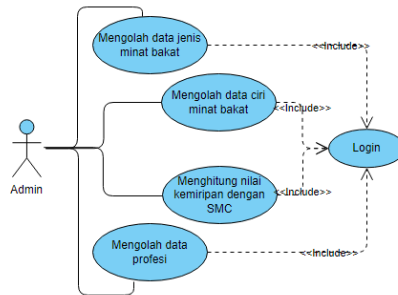 Mengolah data jenis
minat bakat
<<Include>>
Mengolah data ciri
minat bakat
<<Include>>
Login
Admin
Menghitung nilai
kemiripan dengan
SMC
<<Include>>
Mengolah data
profesi
<<Include>>